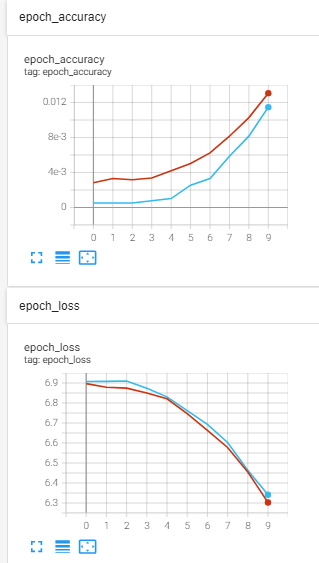 epoch_accuracy
epoch_accuracy
tag: epoch_accuracy
0.012
8e-3
4e-3
0
0 1 2 3 4 5 6 7 8 9
epoch_loss
epoch_loss
tag: epoch_loss
6.9
6.8
6.7
6.6
6.5
6.4
6.3
0 1 2 3 4 5 6 7 8 9